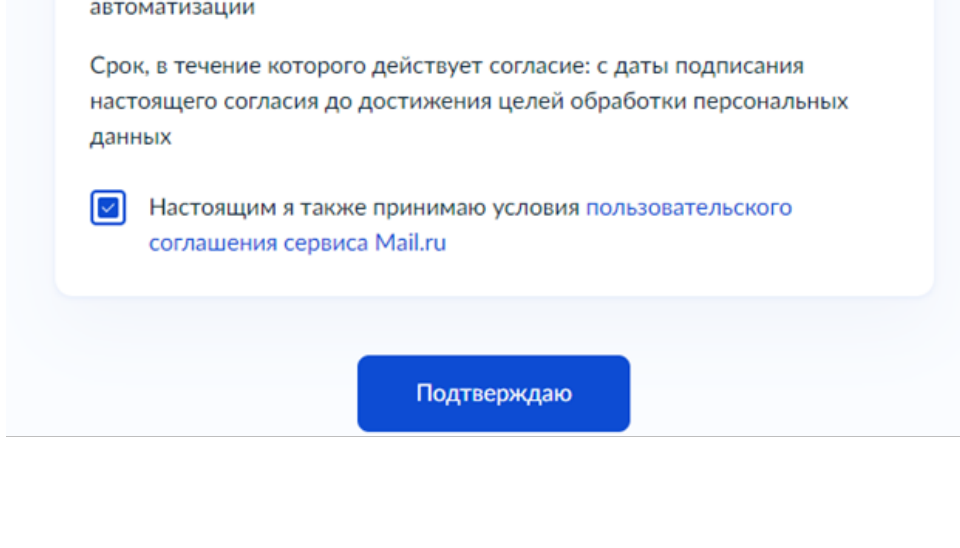 автоматизации
Срок, в течение которого действует согласие: с даты подписания
настоящего согласия до достижения целей обработки персональных
данных
Настоящим я также принимаю условия пользовательского
соглашения сервиса Mail.ru
Подтверждаю